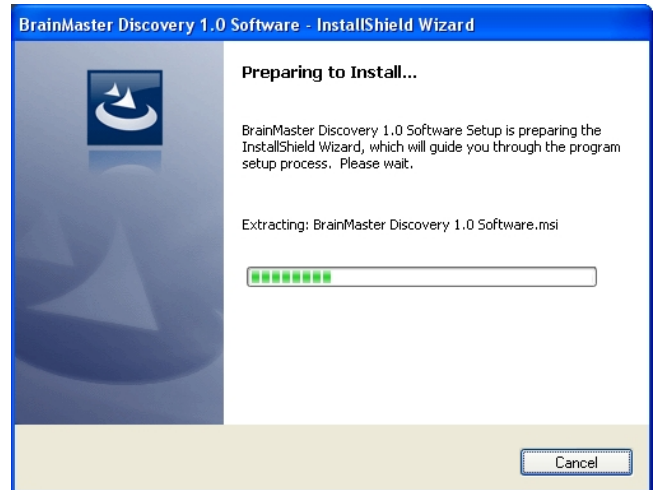 BrainMaster Discovery 1.0 Software - InstallShield Wizard
Preparing to Install...
BrainMaster Discovery 1.0 Software Setup is preparing the
InstallShield Wizard, which will guide you through the program
setup process.  Please wait.
Extracting: BrainMaster Discovery 1.0 Software.msi
Cancel